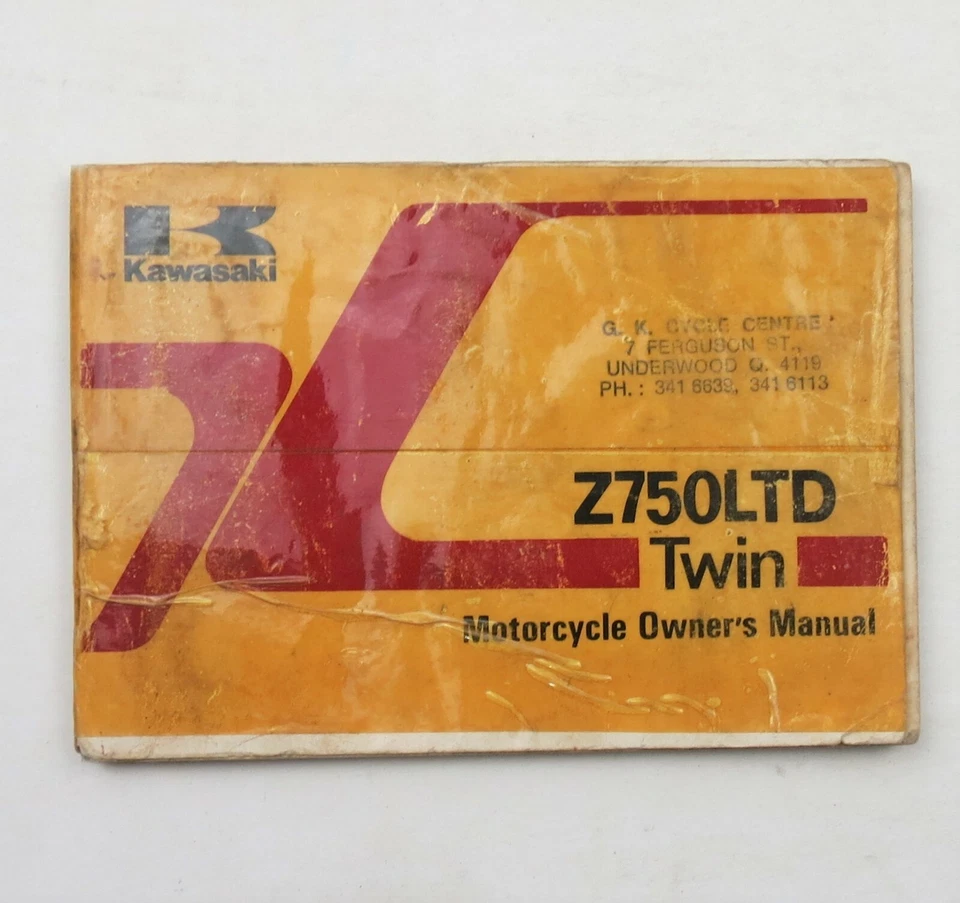 Kawasaki
G. K. CYCLE CENTRE
7 FERGUSON ST.,
UNDERWOOD Q. 4119
PH.: 341 6639, 341 6113
Z750LTD
Twin
Motorcycle Owner's Manual